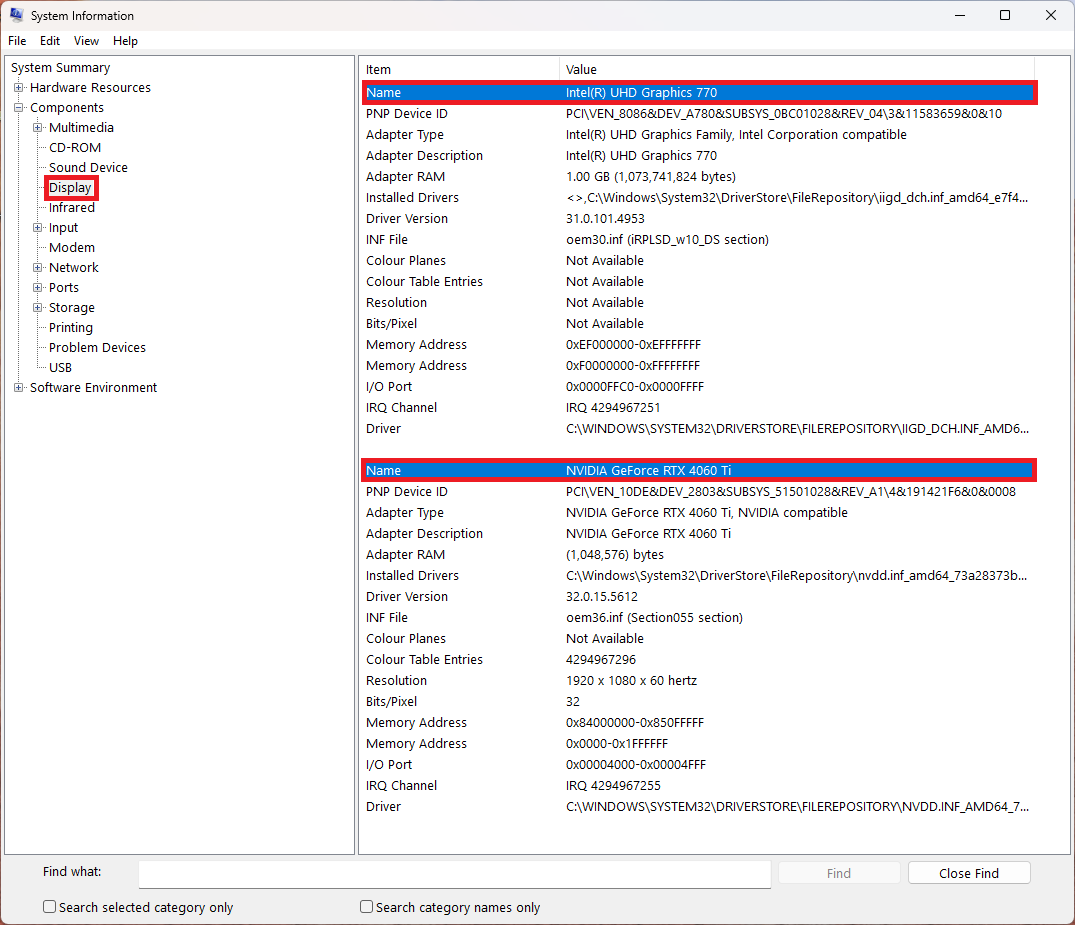 System Information
File Edit View Help
System Summary
Hardware Resources
Components
Multimedia
CD-ROM
Sound Device
Display
Infrared
Input
Modem
Network
Ports
Storage
Printing
Problem Devices
USB
Software Environment
Item Value
Name Intel(R) UHD Graphics 770
PNP Device ID PCI\VEN_8086&DEV_A780&SUBSYS_0BC01028&REV_04\3&11583659&0&10
Adapter Type Intel(R) UHD Graphics Family, Intel Corporation compatible
Adapter Description Intel(R) UHD Graphics 770
Adapter RAM 1.00 GB (1,073,741,824 bytes)
Installed Drivers <>,C:\Windows\System32\DriverStore\FileRepository\iigd_dch.inf_amd64_e7f4...
Driver Version 31.0.101.4953
INF File oem30.inf (iRPLSD_w10_DS section)
Colour Planes Not Available
Colour Table Entries Not Available
Resolution Not Available
Bits/Pixel Not Available
Memory Address 0xEF000000-0xEFFFFFFF
Memory Address 0xF0000000-0xFFFFFFFF
I/O Port 0x0000FFC0-0x0000FFFF
IRQ Channel IRQ 4294967251
Driver C:\WINDOWS\SYSTEM32\DRIVERSTORE\FILEREPOSITORY\IIGD_DCH.INF_AMD6...
Name NVIDIA GeForce RTX 4060 Ti
PNP Device ID PCI\VEN_10DE&DEV_2803&SUBSYS_51501028&REV_A1\4&191421F6&0&0008
Adapter Type NVIDIA GeForce RTX 4060 Ti, NVIDIA compatible
Adapter Description NVIDIA GeForce RTX 4060 Ti
Adapter RAM (1,048,576) bytes
Installed Drivers C:\Windows\System32\DriverStore\FileRepository\nvdd.inf_amd64_73a28373b...
Driver Version 32.0.15.5612
INF File oem36.inf (Section055 section)
Colour Planes Not Available
Colour Table Entries 4294967296
Resolution 1920 x 1080 x 60 hertz
Bits/Pixel 32
Memory Address 0x84000000-0x850FFFFF
Memory Address 0x0000-0x1FFFFFF
I/O Port 0x00004000-0x00004FFF
IRQ Channel IRQ 4294967255
Driver C:\WINDOWS\SYSTEM32\DRIVERSTORE\FILEREPOSITORY\NVDD.INF_AMD64_7...
Find what: Find Close Find
Search selected category only Search category names only